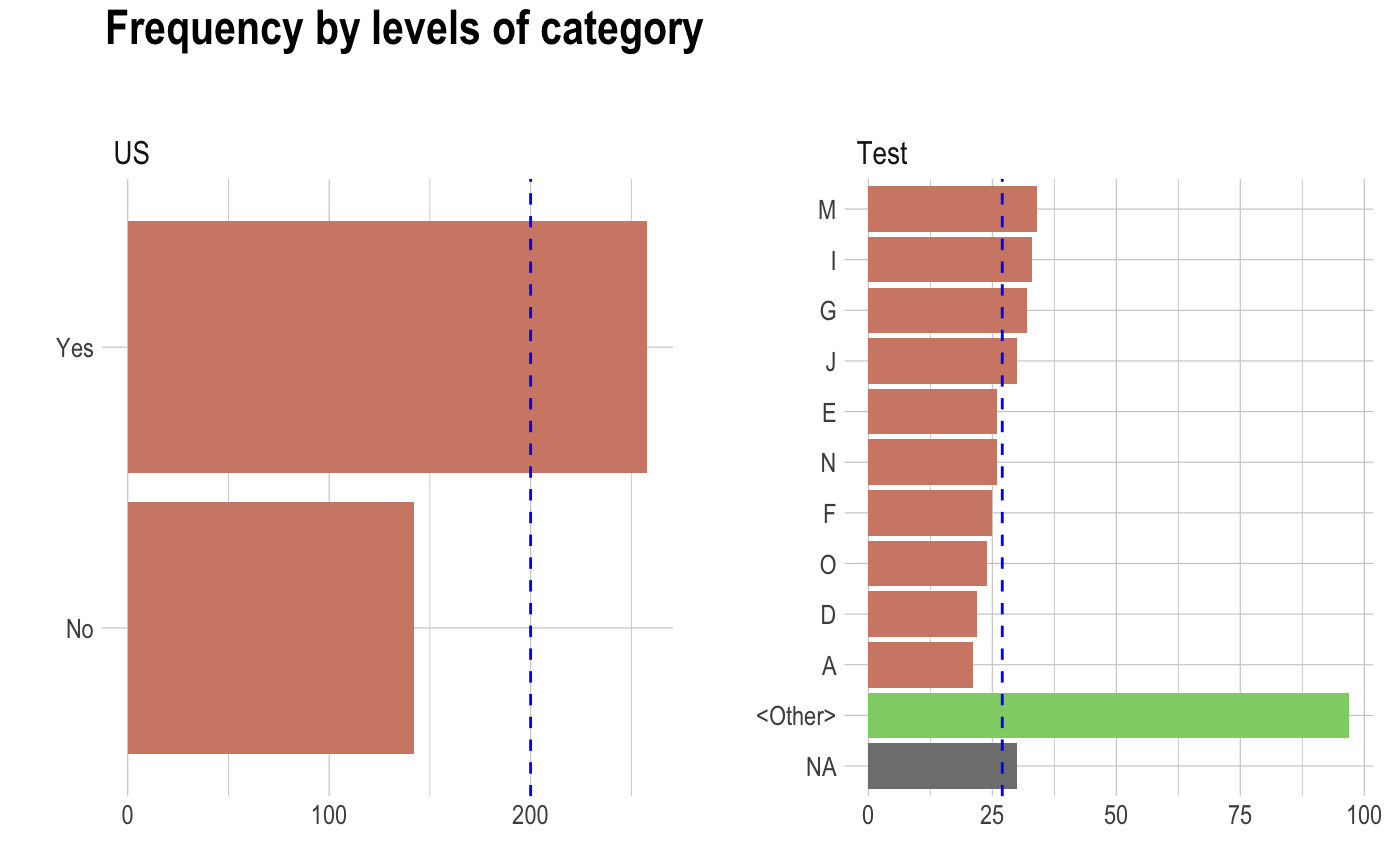 Frequency by levels of category
US
Yes
No
0 100 200
Test
M
I
G
J
E
N
F
O
D
A
<Other>
NA
0 25 50 75 100